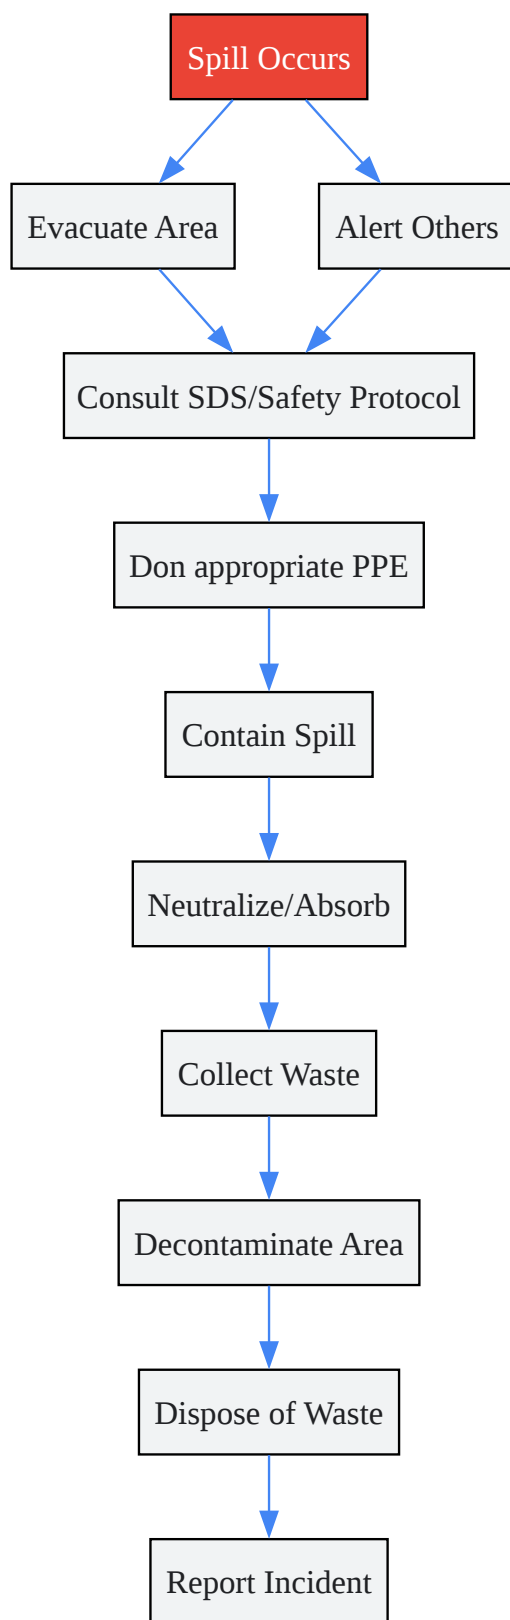 Spill Occurs
Evacuate Area
Alert Others
Consult SDS/Safety Protocol
Don appropriate PPE
Contain Spill
Neutralize/Absorb
Collect Waste
Decontaminate Area
Dispose of Waste
Report Incident